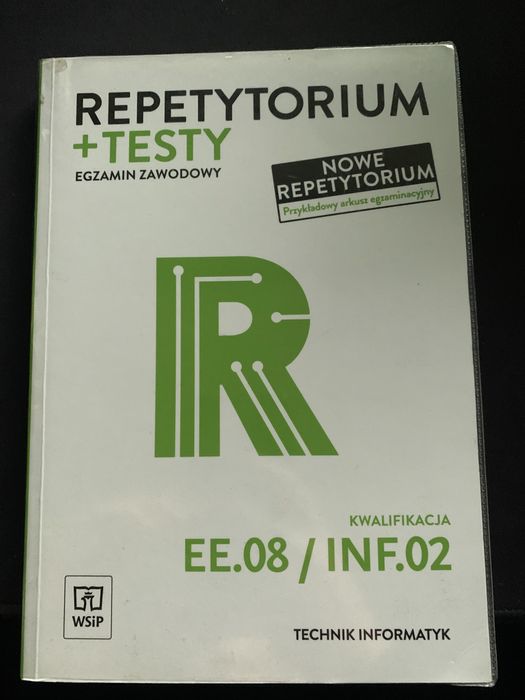 REPETYTORIUM
+TESTY
EGZAMIN ZAWODOWY
NOWE
REPETYTORIUM
Przykładowy arkusz egzaminacyjny
R
KWALIFIKACJA
EE.08 / INF.02
WSiP
TECHNIK INFORMATYK